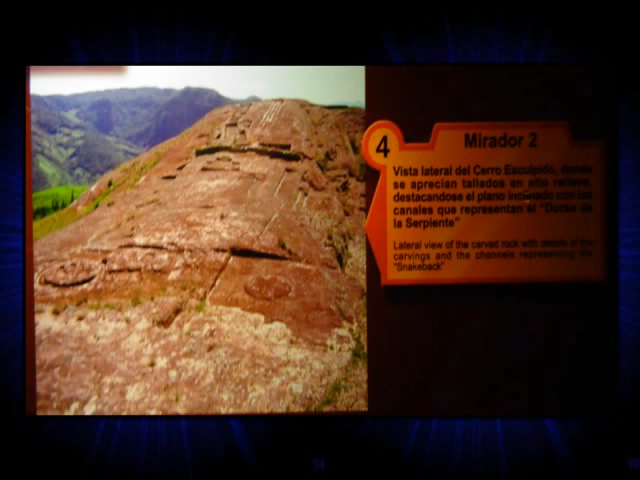 4
Mirador 2
Vista lateral del Cerro Esculpido, donde
se aprecian tallados en alto relieve,
destacandose el plano inclinado con los
canales que representan el "Dorso de
la Serpiente"
Lateral view of the carved rock with details of the
carvings and the channels representing the
"Snakeback"